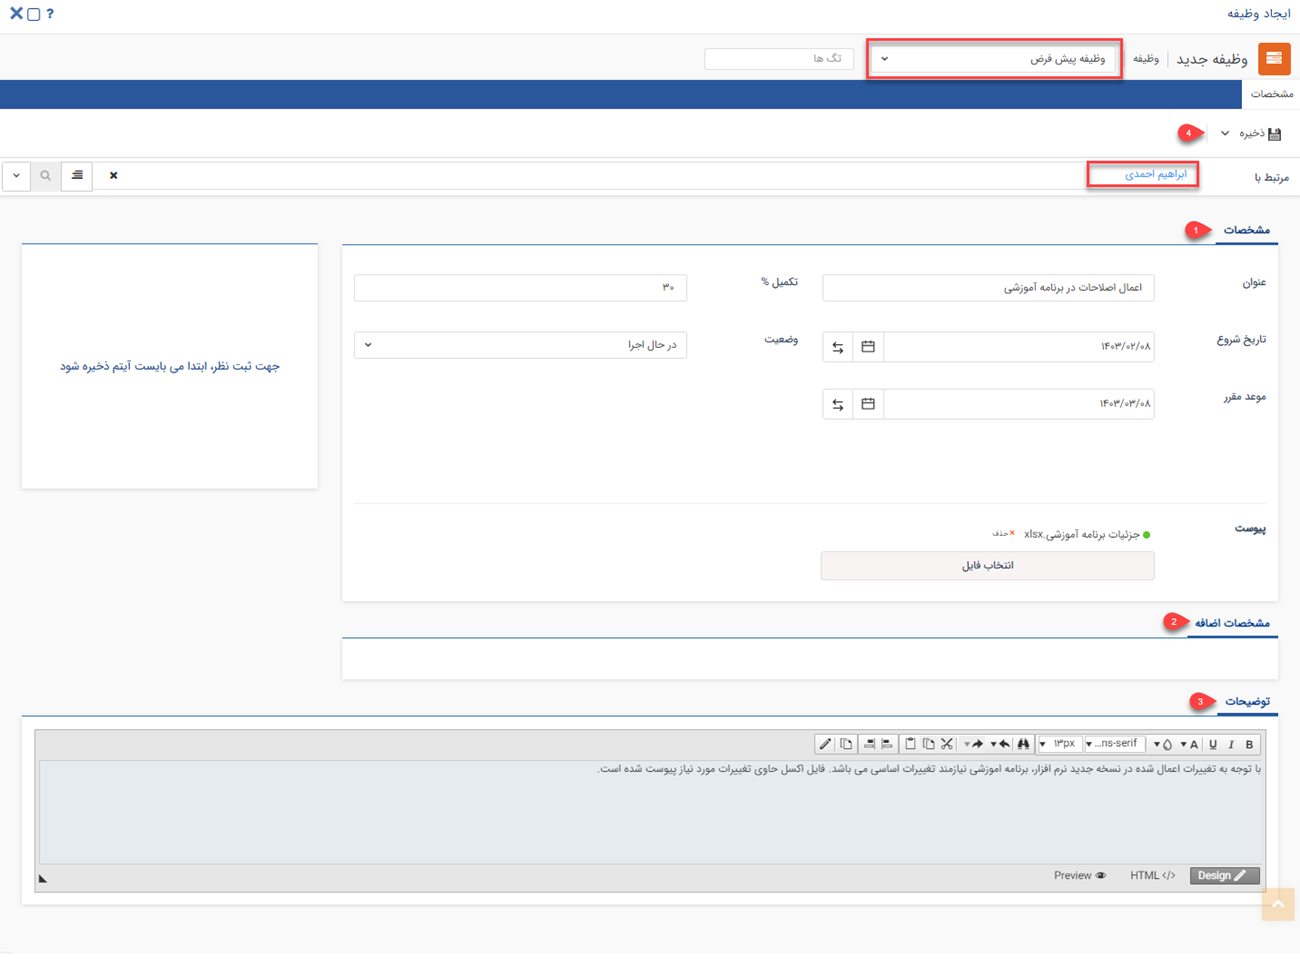 ایجاد وظیفه ?
وظیفه جدید | وظیفه وظیفه پیش فرض تگ ها
مشخصات
ذخیره 4
مرتبط با ابراهیم احمدی
مشخصات 1
عنوان اعمال اصلاحات در برنامه آموزشی تکمیل % ۳۰
تاریخ شروع ۱۴۰۳/۰۲/۰۸ وضعیت در حال اجرا
موعد مقرر ۱۴۰۳/۰۳/۰۸
جهت ثبت نظر، ابتدا می بایست آیتم ذخیره شود
پیوست جزئیات برنامه آموزشی.xlsx ×حذف
انتخاب فایل
مشخصات اضافه 2
توضیحات 3
B I U A ns-serif... ۱۳px
با توجه به تغییرات اعمال شده در نسخه جدید نرم افزار، برنامه اموزشی نیازمند تغییرات اساسی می باشد. فایل اکسل حاوی تغییرات مورد نیاز پیوست شده است.
Design HTML </> Preview